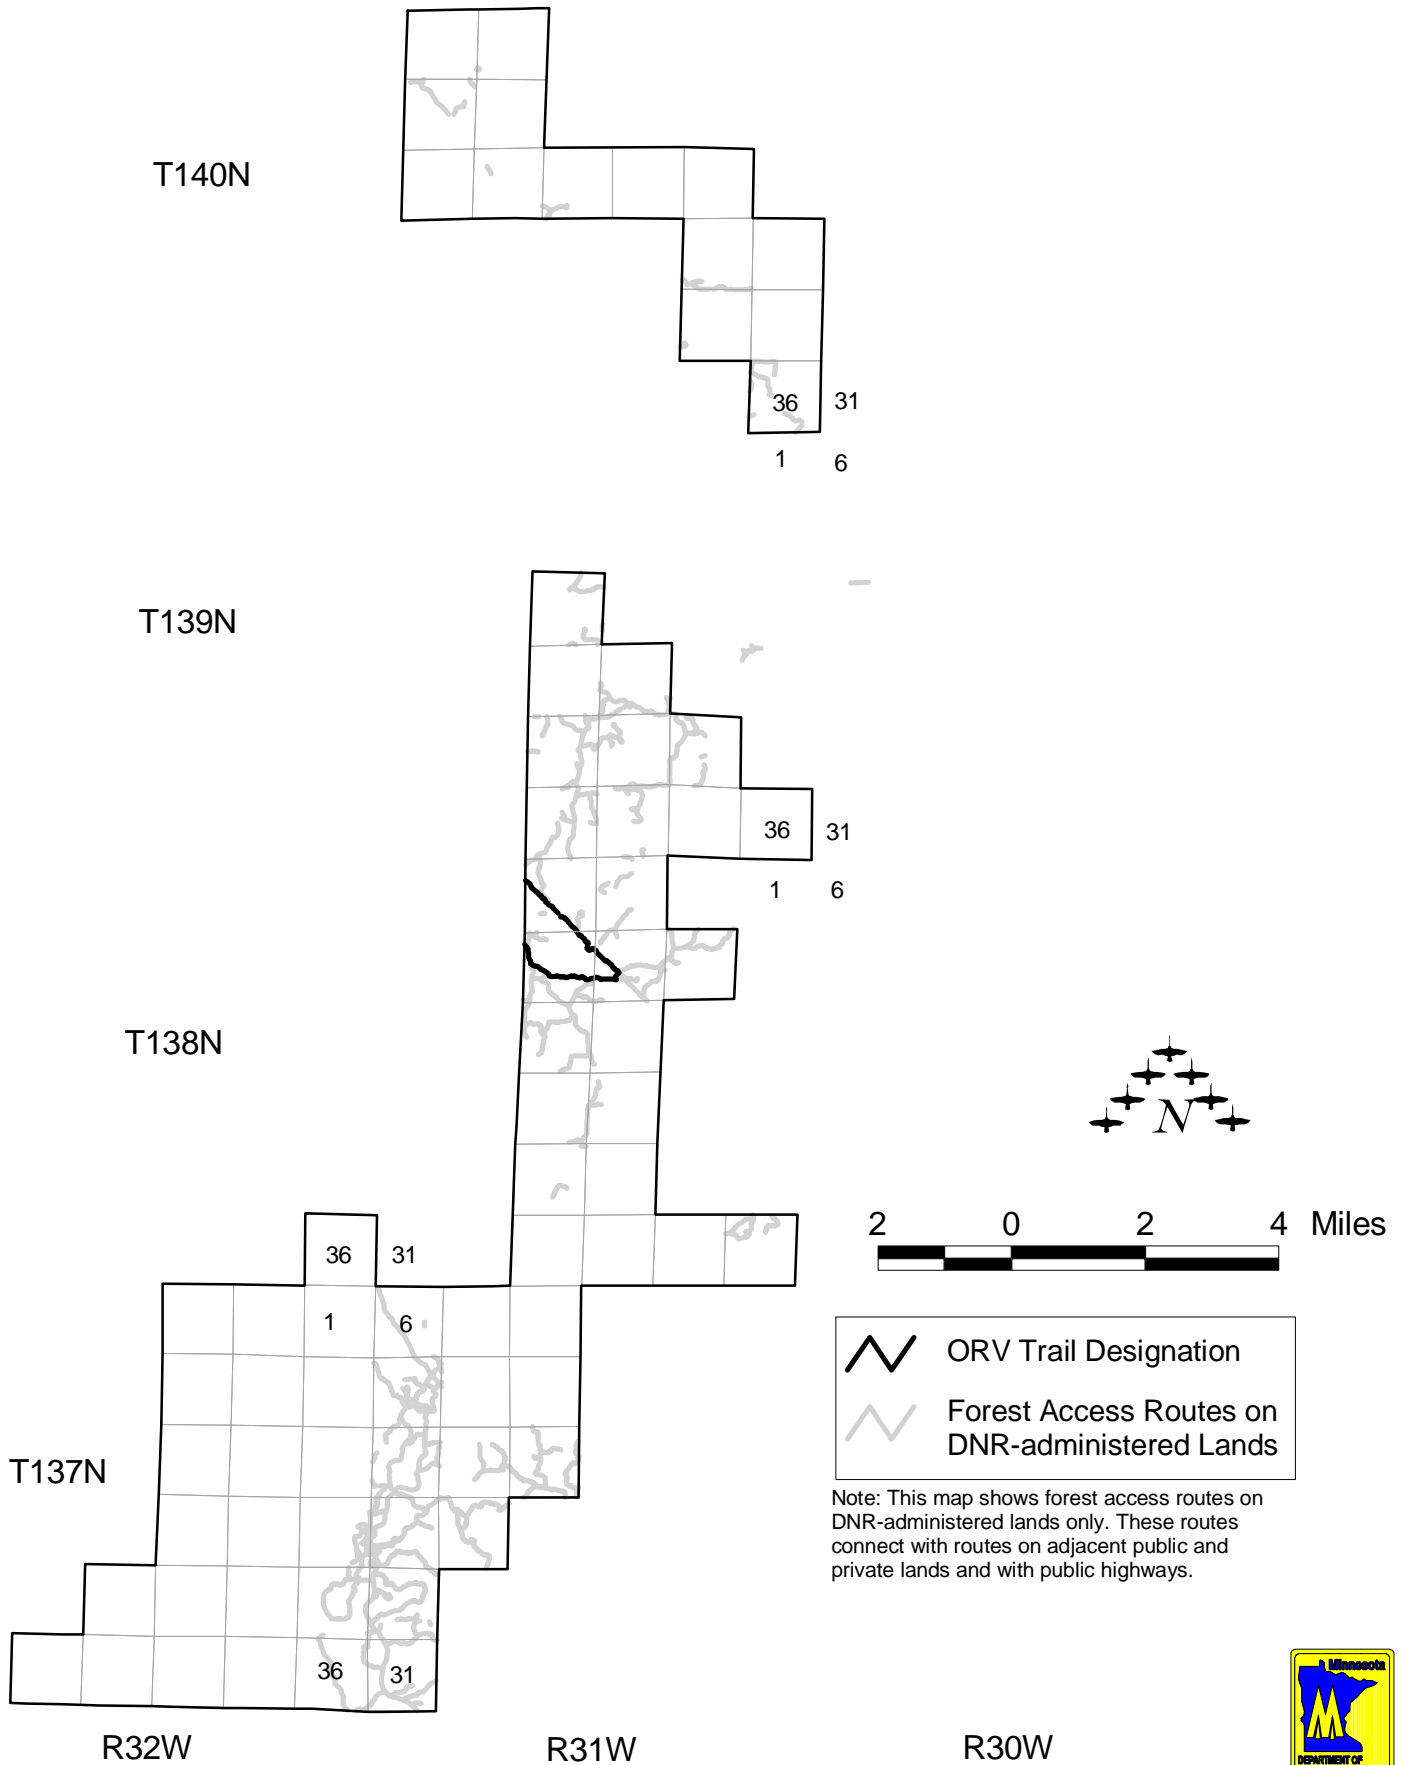 T140N
36 31
1 6
T139N
36 31
1 6
T138N
N
2 0 2 4 Miles
36 31
1 6
ORV Trail Designation
Forest Access Routes on
DNR-administered Lands
T137N
Note: This map shows forest access routes on
DNR-administered lands only. These routes
connect with routes on adjacent public and
private lands and with public highways.
36 31
Minnesota
DEPARTMENT OF
R32W R31W R30W